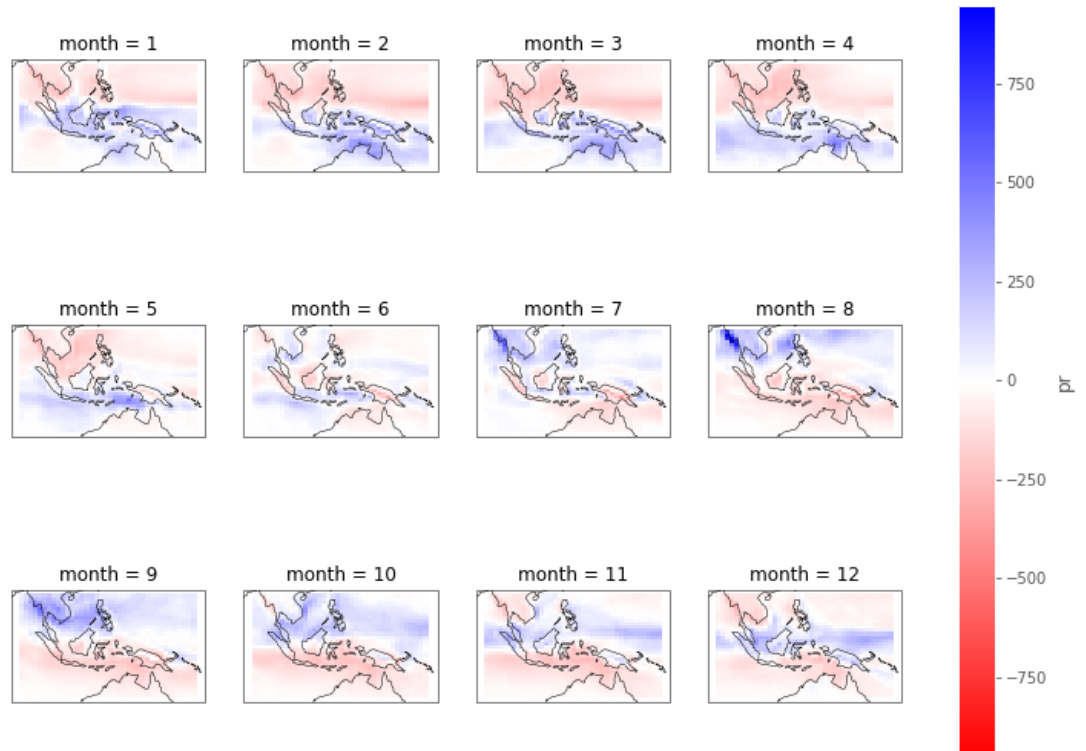 month = 1
month = 2
month = 3
month = 4
month = 5
month = 6
month = 7
month = 8
month = 9
month = 10
month = 11
month = 12
750
500
250
0
−250
−500
−750
pr